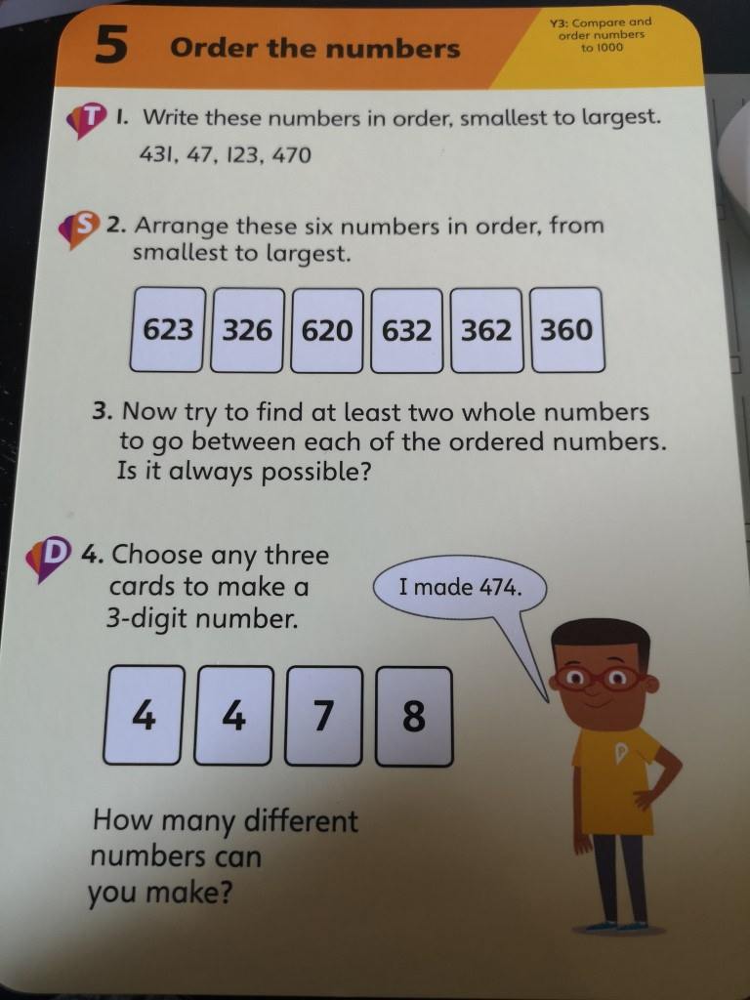 5 Order the numbers
Y3: Compare and
order numbers
to 1000
T 1. Write these numbers in order, smallest to largest.
431, 47, 123, 470
S 2. Arrange these six numbers in order, from
smallest to largest.
623 326 620 632 362 360
3. Now try to find at least two whole numbers
to go between each of the ordered numbers.
Is it always possible?
D 4. Choose any three
cards to make a
3-digit number.
I made 474.
4 4 7 8
How many different
numbers can
you make?
P